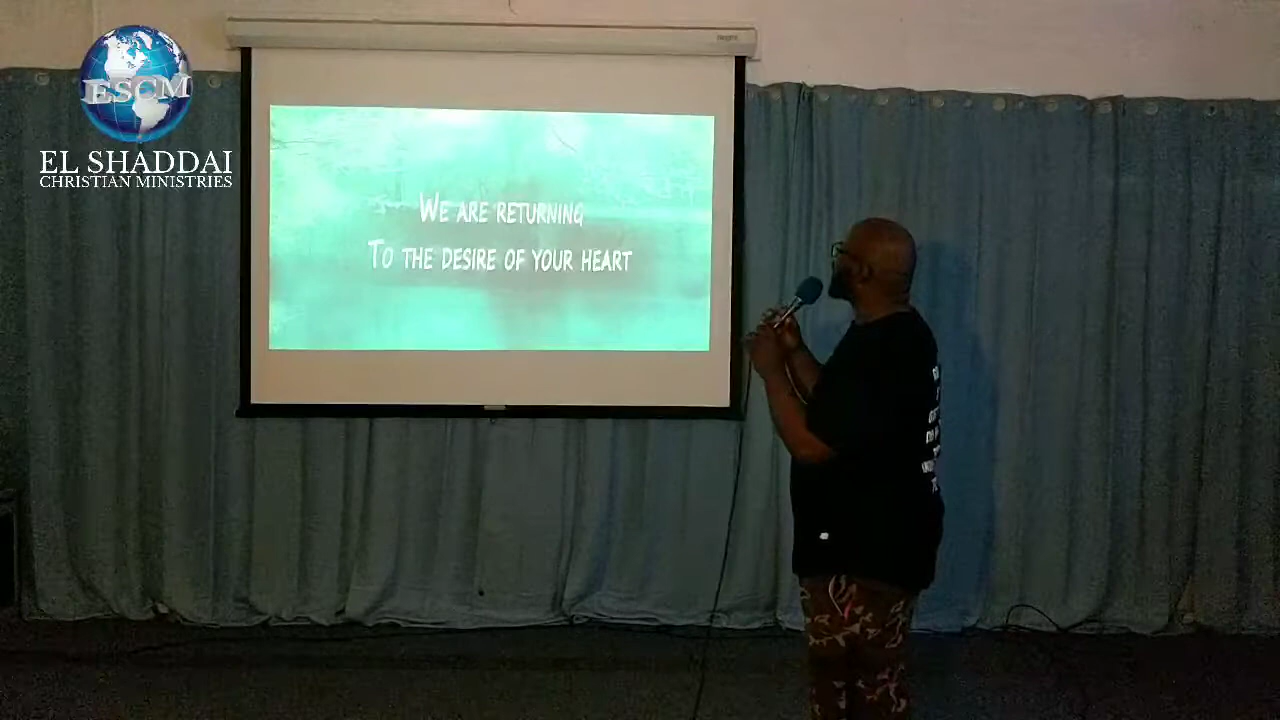 ESCM
EL SHADDAI
CHRISTIAN MINISTRIES
WE ARE RETURNING
TO THE DESIRE OF YOUR HEART